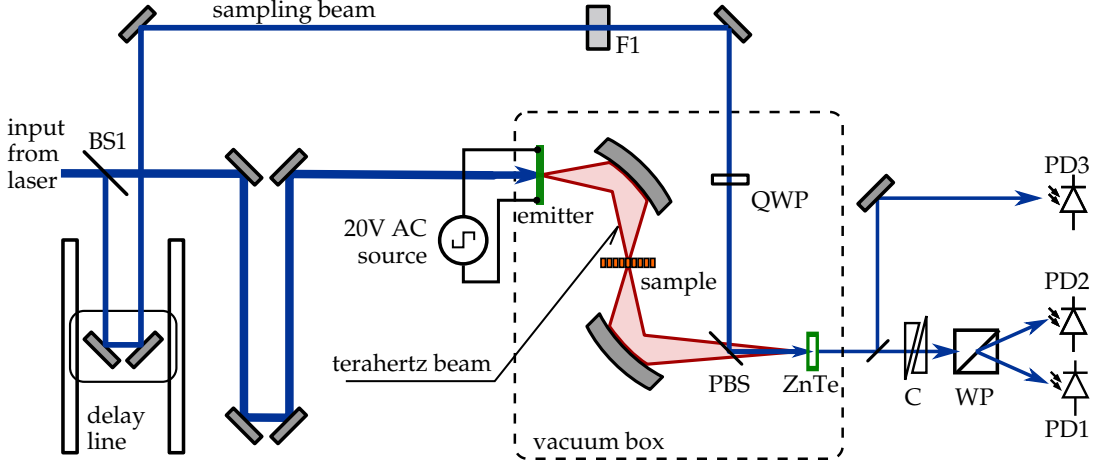 sampling beam
F1
input
from
laser
BS1
PD3
QWP
emitter
20V AC
source
sample
PD2
terahertz beam
PBS
ZnTe
C
WP
delay
line
PD1
vacuum box